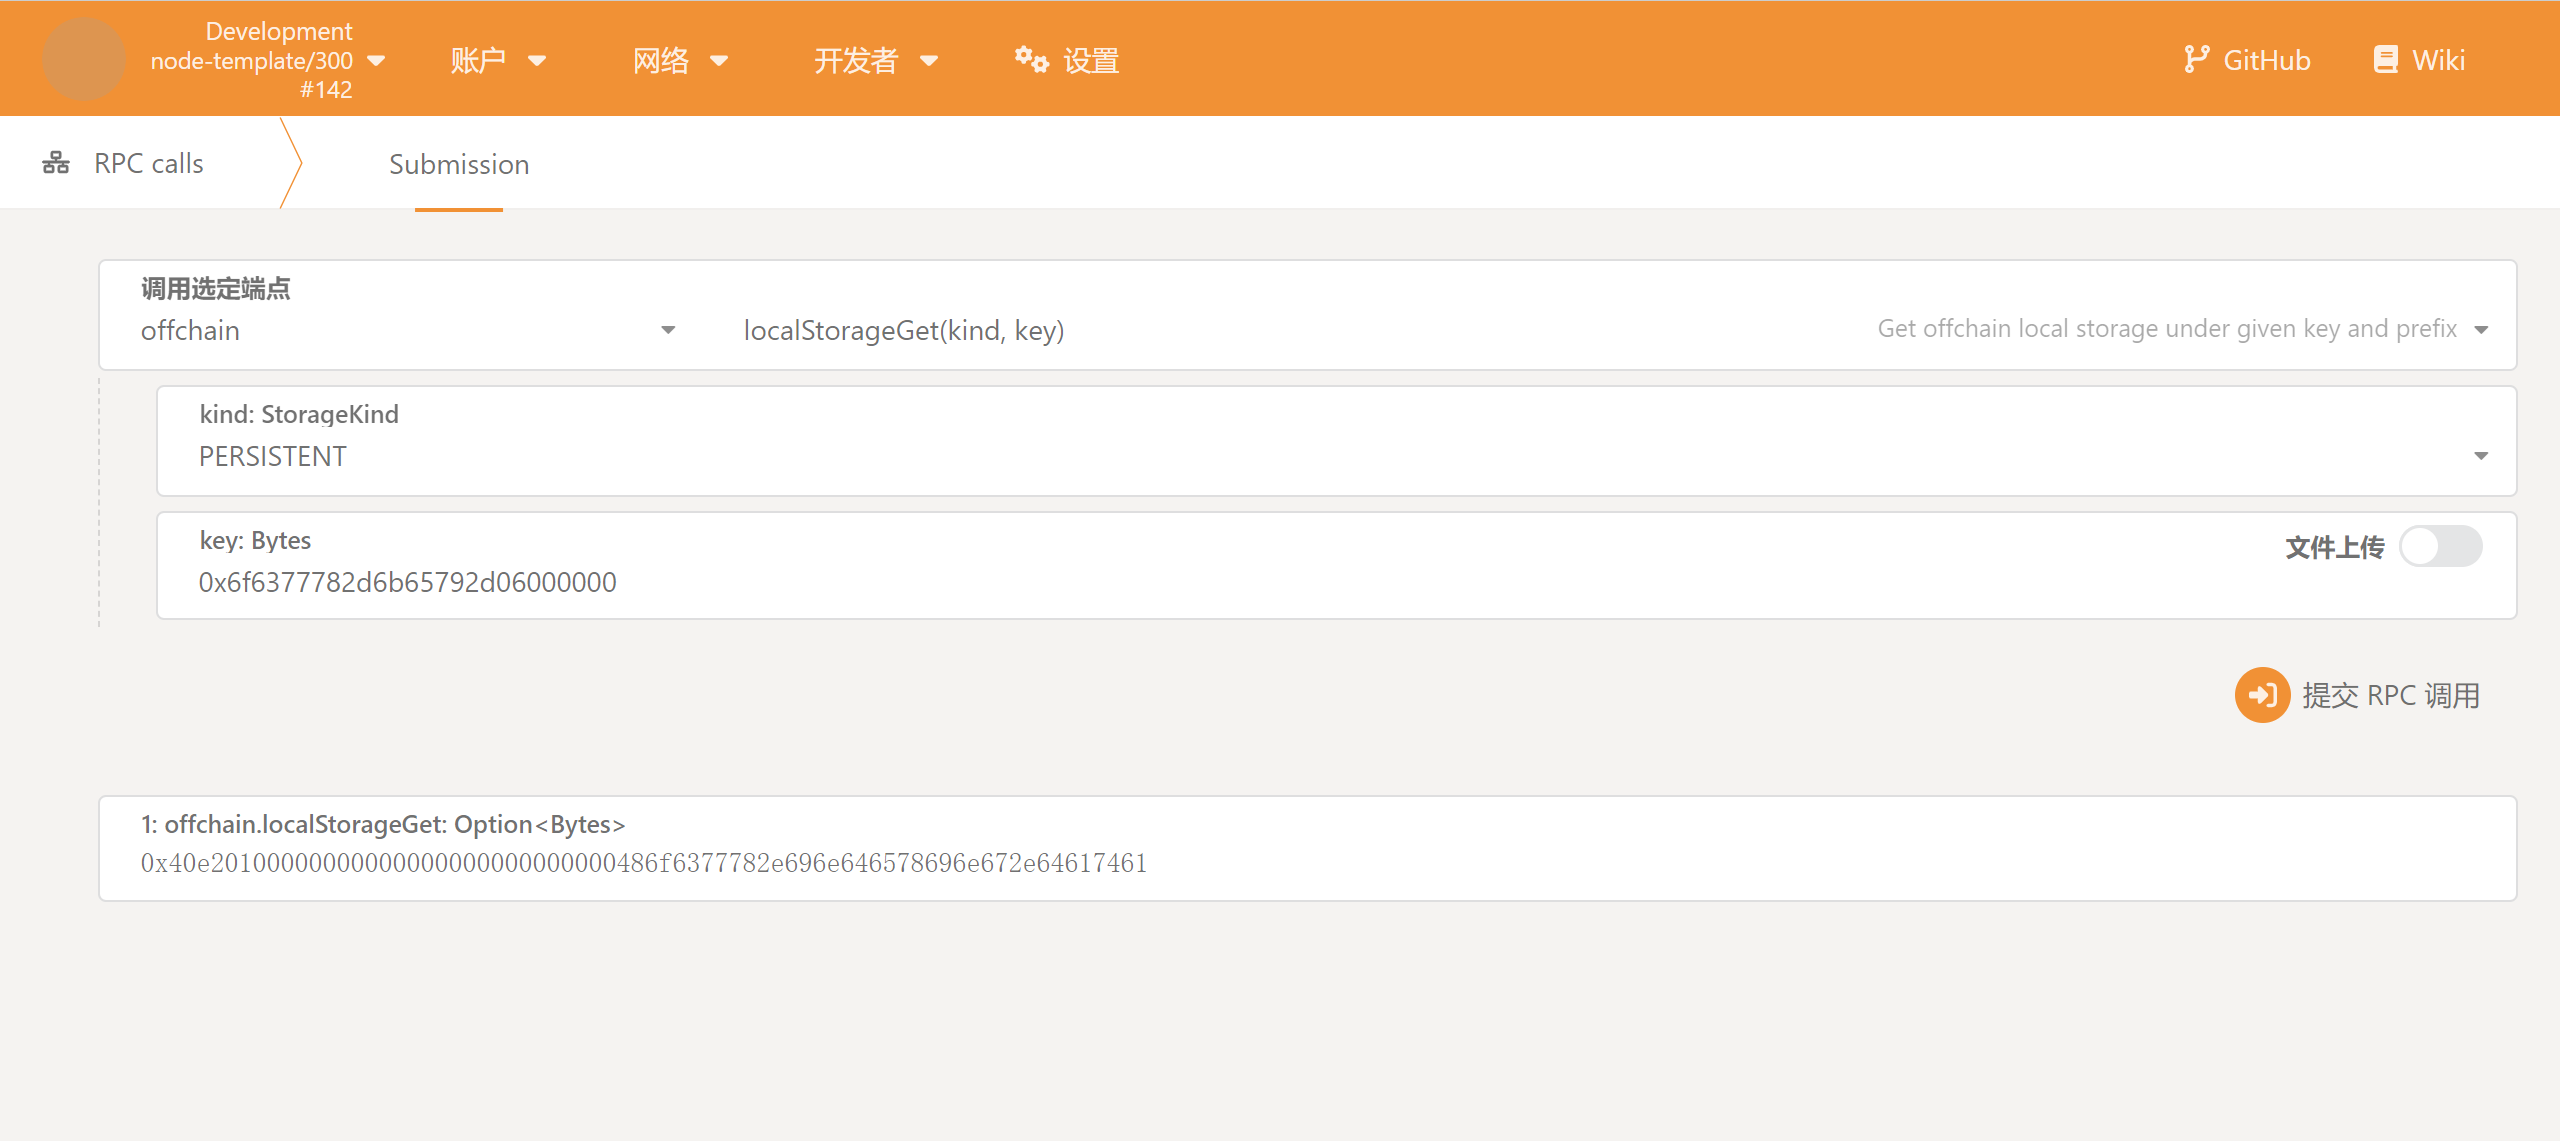 Development
node-template/300
#142
账户
网络
开发者
设置
GitHub
Wiki
RPC calls
Submission
调用选定端点
offchain
localStorageGet(kind, key)
Get offchain local storage under given key and prefix
kind: StorageKind
PERSISTENT
key: Bytes
文件上传
0x6f6377782d6b65792d06000000
提交 RPC 调用
1: offchain.localStorageGet: Option<Bytes>
0x40e20100000000000000000000000000486f6377782e696e646578696e672e64617461